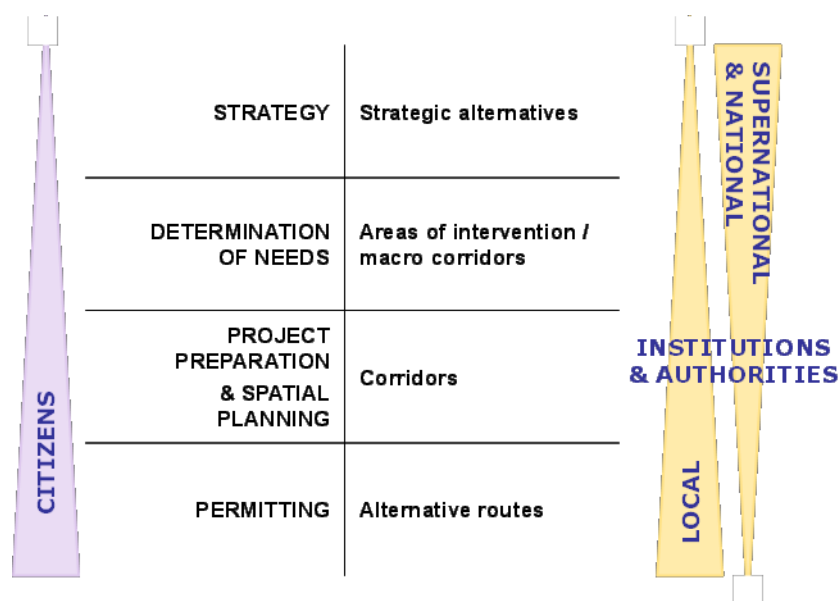 STRATEGY
Strategic alternatives
DETERMINATION
OF NEEDS
Areas of intervention /
macro corridors
PROJECT
PREPARATION
& SPATIAL
PLANNING
Corridors
PERMITTING
Alternative routes
CITIZENS
SUPERNATIONAL
& NATIONAL
INSTITUTIONS
& AUTHORITIES
LOCAL